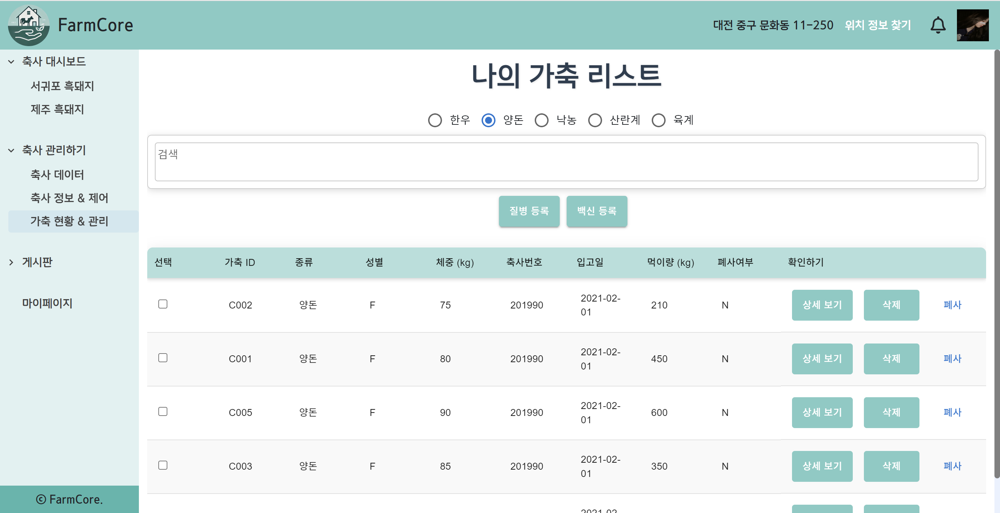 FarmCore
대전 중구 문화동 11-250 위치 정보 찾기
축사 대시보드
서귀포 흑돼지
제주 흑돼지
축사 관리하기
축사 데이터
축사 정보 & 제어
가축 현황 & 관리
게시판
마이페이지
© FarmCore.
나의 가축 리스트
한우 양돈 낙농 산란계 육계
검색
질병 등록 백신 등록
선택 가축 ID 종류 성별 체중 (kg) 축사번호 입고일 먹이량 (kg) 폐사여부 확인하기
C002 양돈 F 75 201990 2021-02-01 210 N 상세 보기 삭제 폐사
C001 양돈 F 80 201990 2021-02-01 450 N 상세 보기 삭제 폐사
C005 양돈 F 90 201990 2021-02-01 600 N 상세 보기 삭제 폐사
C003 양돈 F 85 201990 2021-02-01 350 N 상세 보기 삭제 폐사